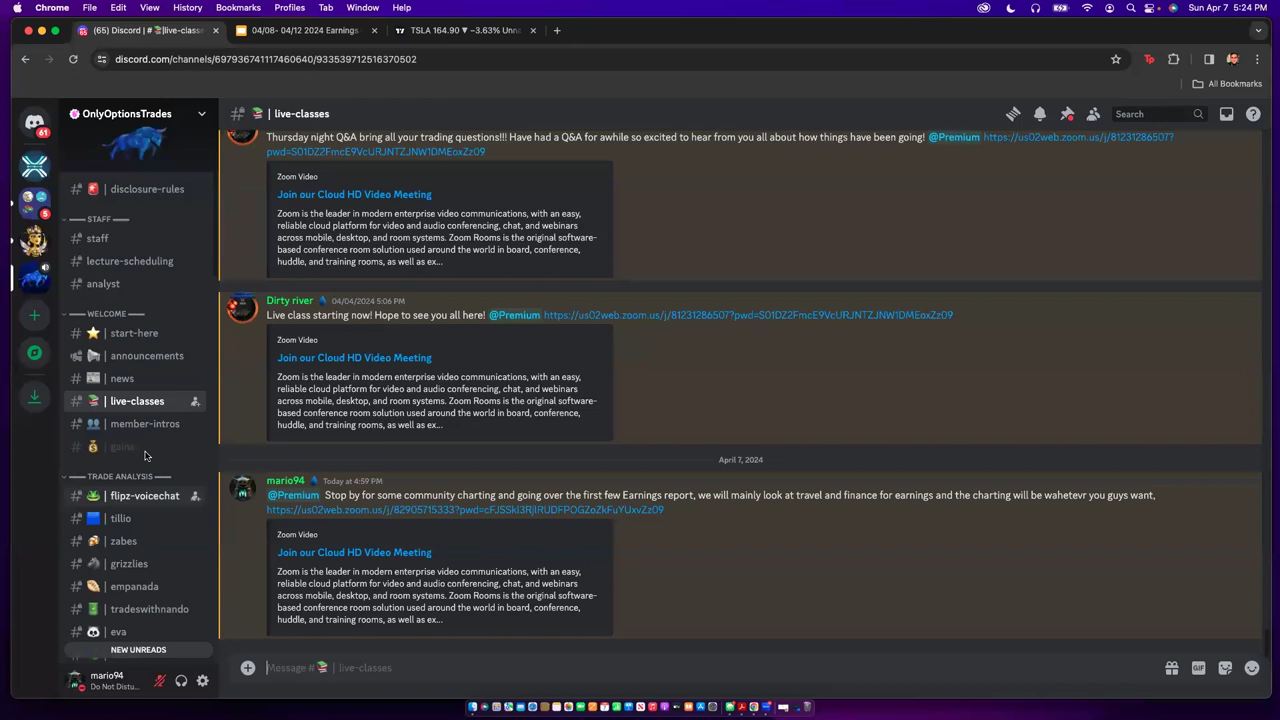 Chrome File Edit View History Bookmarks Profiles Tab Window Help Sun Apr 7 5:24 PM
(65) Discord | # live-classe 04/08- 04/12 2024 Earnings TSLA 164.90 ▼ −3.63% Unna
discord.com/channels/697936741117460640/933539712516370502
All Bookmarks
OnlyOptionsTrades
| disclosure-rules
STAFF
staff
lecture-scheduling
analyst
WELCOME
| start-here
| announcements
| news
| live-classes
| member-intros
| gains
TRADE ANALYSIS
| flipz-voicechat
| tillio
| zabes
| grizzlies
| empanada
| tradeswithnando
| eva
NEW UNREADS
mario94
Do Not Distu...
61
5
| live-classes
Search
Thursday night Q&A bring all your trading questions!!! Have had a Q&A for awhile so excited to hear from you all about how things have been going! @Premium https://us02web.zoom.us/j/81231286507?
pwd=S01DZ2FmcE9VcURJNTZJNW1DMEoxZz09
Zoom Video
Join our Cloud HD Video Meeting
Zoom is the leader in modern enterprise video communications, with an easy,
reliable cloud platform for video and audio conferencing, chat, and webinars
across mobile, desktop, and room systems. Zoom Rooms is the original software-
based conference room solution used around the world in board, conference,
huddle, and training rooms, as well as ex...
Dirty river 04/04/2024 5:06 PM
Live class starting now! Hope to see you all here! @Premium https://us02web.zoom.us/j/81231286507?pwd=S01DZ2FmcE9VcURJNTZJNW1DMEoxZz09
Zoom Video
Join our Cloud HD Video Meeting
Zoom is the leader in modern enterprise video communications, with an easy,
reliable cloud platform for video and audio conferencing, chat, and webinars
across mobile, desktop, and room systems. Zoom Rooms is the original software-
based conference room solution used around the world in board, conference,
huddle, and training rooms, as well as ex...
April 7, 2024
mario94 Today at 4:59 PM
@Premium Stop by for some community charting and going over the first few Earnings report, we will mainly look at travel and finance for earnings and the charting will be wahetevr you guys want,
https://us02web.zoom.us/j/82905715333?pwd=cFJSSkl3RjlRUDFPOGZoZkFuYUxvZz09
Zoom Video
Join our Cloud HD Video Meeting
Zoom is the leader in modern enterprise video communications, with an easy,
reliable cloud platform for video and audio conferencing, chat, and webinars
across mobile, desktop, and room systems. Zoom Rooms is the original software-
based conference room solution used around the world in board, conference,
huddle, and training rooms, as well as ex...
Message # | live-classes
GIF